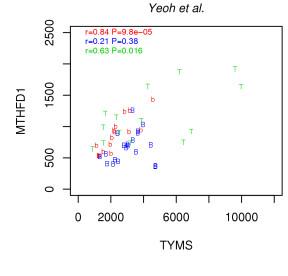 Yeoh et al.
r=0.84 P=9.8e-05
r=0.21 P=0.38
r=0.63 P=0.016
MTHFD1
2500
1500
500
0
0 2000 6000 10000
TYMS